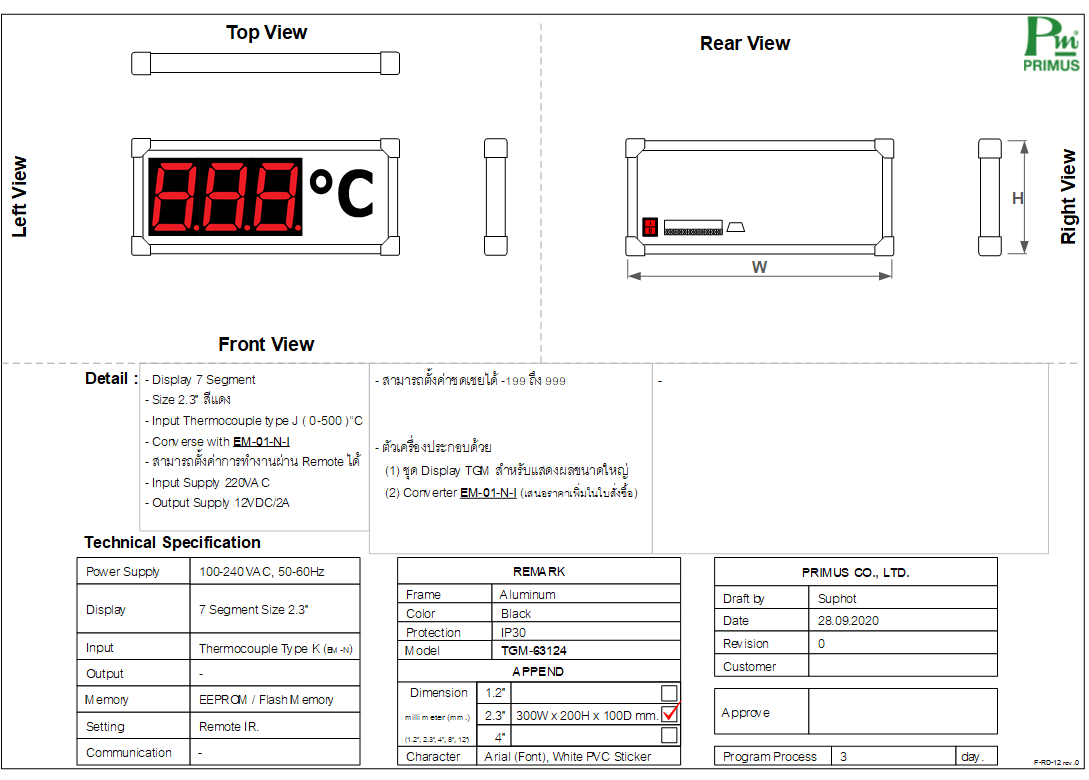 Top View
Rear View
Pm
PRIMUS
Left View
8.8.8. °C
H
Right View
W
Front View
Detail :
- Display 7 Segment
- Size 2.3" สีแดง
- Input Thermocouple type J ( 0-500 )°C
- Converse with EM-01-N-I
- สามารถตั้งค่าการทำงานผ่าน Remote ได้
- Input Supply 220VAC
- Output Supply 12VDC/2A
- สามารถตั้งค่าชดเชยได้ -199 ถึง 999
- ตัวเครื่องประกอบด้วย
(1) ชุด Display TGM สำหรับแสดงผลขนาดใหญ่
(2) Converter EM-01-N-I (เสนอราคาเพิ่มในใบสั่งซื้อ)
-
Technical Specification
Power Supply 100-240VAC, 50-60Hz
Display 7 Segment Size 2.3"
Input Thermocouple Type K (EM-N)
Output -
Memory EEPROM / Flash Memory
Setting Remote IR.
Communication -
REMARK
Frame Aluminum
Color Black
Protection IP30
Model TGM-63124
APPEND
Dimension 1.2"
millimeter (mm.) 2.3" 300W x 200H x 100D mm.
(1.2", 2.3", 4", 8", 12") 4"
Character Arial (Font), White PVC Sticker
PRIMUS CO., LTD.
Draft by Suphot
Date 28.09.2020
Revision 0
Customer
Approve
Program Process 3 day.
F-RD-12 rev.0